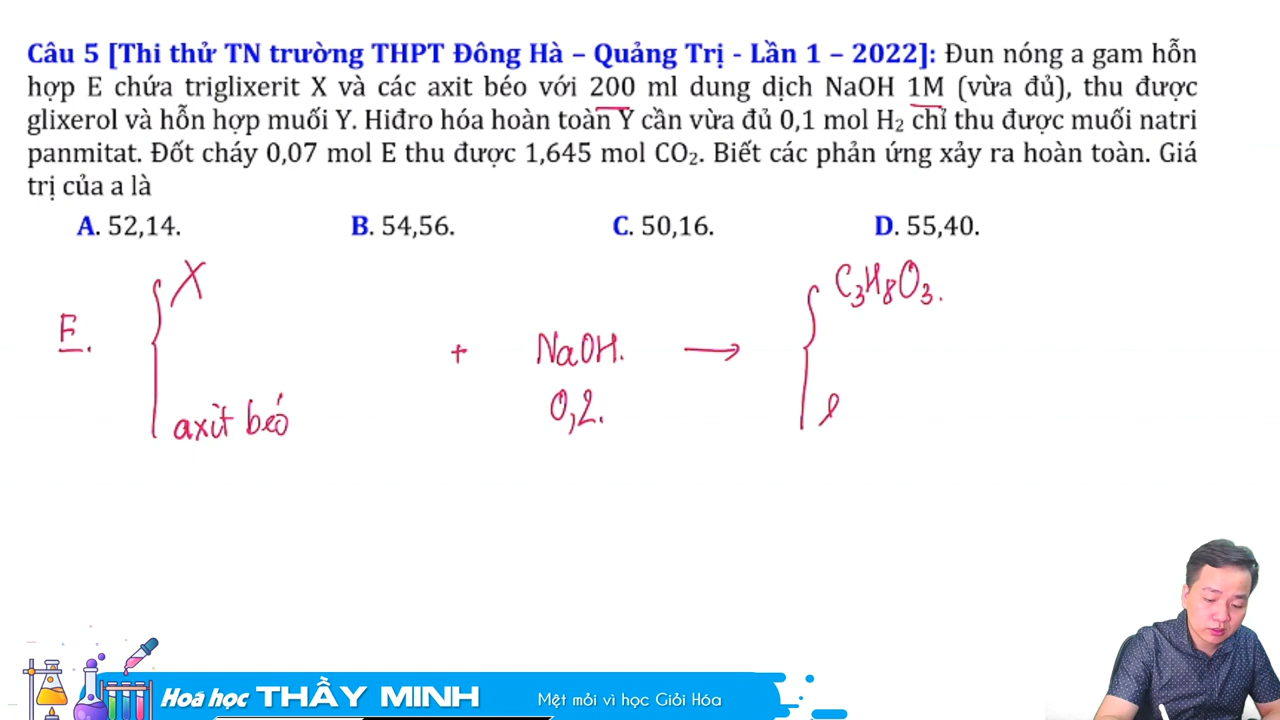 Câu 5 [Thi thử TN trường THPT Đông Hà – Quảng Trị - Lần 1 – 2022]: Đun nóng a gam hỗn
hợp E chứa triglixerit X và các axit béo với 200 ml dung dịch NaOH 1M (vừa đủ), thu được
glixerol và hỗn hợp muối Y. Hiđro hóa hoàn toàn Y cần vừa đủ 0,1 mol H₂ chỉ thu được muối natri
panmitat. Đốt cháy 0,07 mol E thu được 1,645 mol CO₂. Biết các phản ứng xảy ra hoàn toàn. Giá
trị của a là
A. 52,14. B. 54,56. C. 50,16. D. 55,40.
X C₃H₈O₃.
E. + NaOH. →
axit béo 0,2.
Hoá học THẦY MINH Mệt mỏi vì học Giỏi Hóa